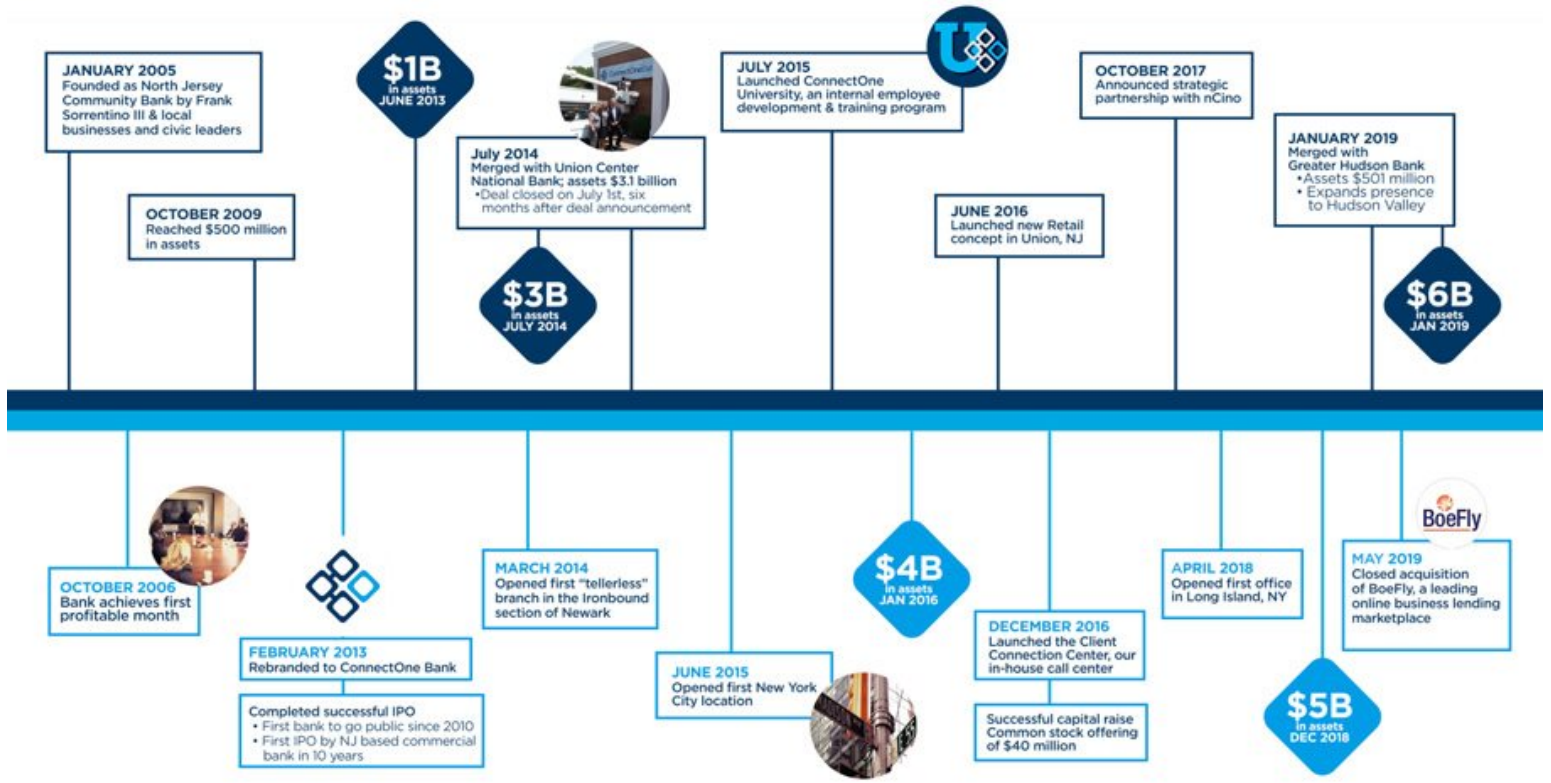 JANUARY 2005
Founded as North Jersey
Community Bank by Frank
Sorrentino III & local
businesses and civic leaders
OCTOBER 2009
Reached $500 million
in assets
$1B
in assets
JUNE 2013
July 2014
Merged with Union Center
National Bank; assets $3.1 billion
•Deal closed on July 1st, six
months after deal announcement
$3B
in assets
JULY 2014
JULY 2015
Launched ConnectOne
University, an internal employee
development & training program
U
JUNE 2016
Launched new Retail
concept in Union, NJ
OCTOBER 2017
Announced strategic
partnership with nCino
JANUARY 2019
Merged with
Greater Hudson Bank
•Assets $501 million
• Expands presence
to Hudson Valley
$6B
in assets
JAN 2019
OCTOBER 2006
Bank achieves first
profitable month
FEBRUARY 2013
Rebranded to ConnectOne Bank
Completed successful IPO
• First bank to go public since 2010
• First IPO by NJ based commercial
bank in 10 years
MARCH 2014
Opened first “tellerless”
branch in the Ironbound
section of Newark
JUNE 2015
Opened first New York
City location
$4B
in assets
JAN 2016
DECEMBER 2016
Launched the Client
Connection Center, our
in-house call center
Successful capital raise
Common stock offering
of $40 million
APRIL 2018
Opened first office
in Long Island, NY
$5B
in assets
DEC 2018
BoeFly
MAY 2019
Closed acquisition
of BoeFly, a leading
online business lending
marketplace